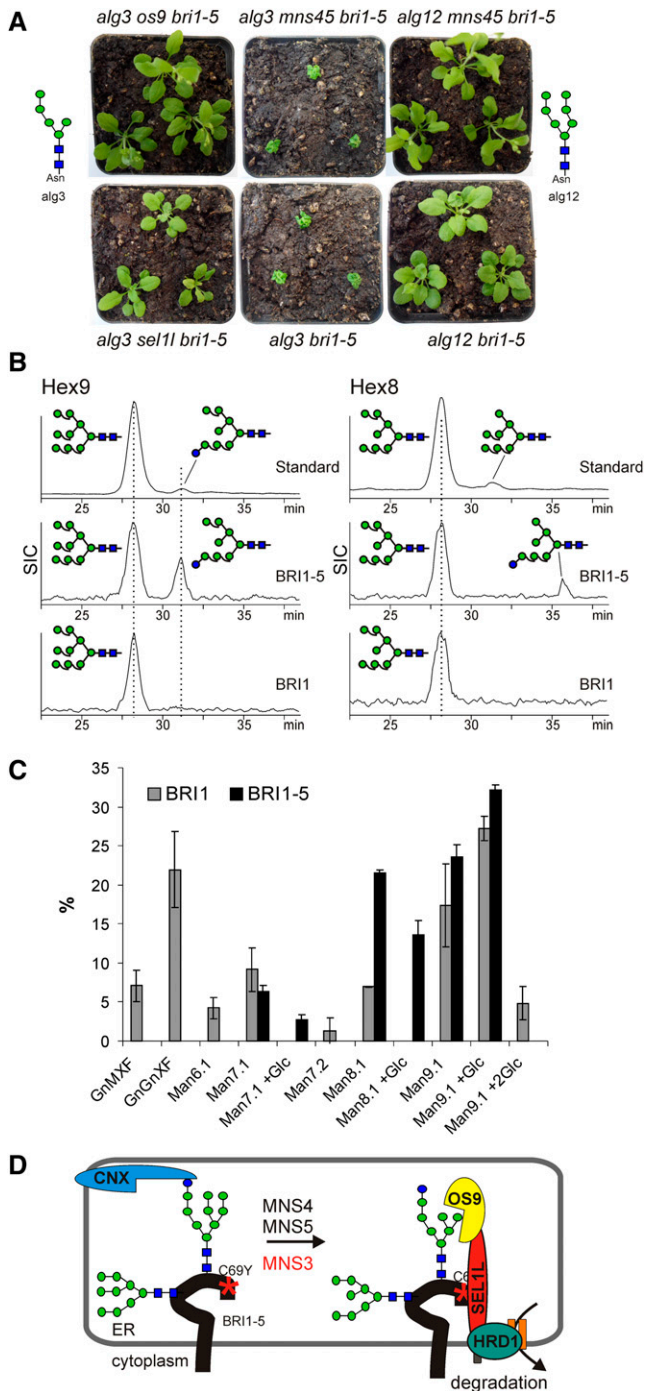 A
alg3 os9 bri1-5 alg3 mns45 bri1-5 alg12 mns45 bri1-5
Asn
alg3
Asn
alg12
alg3 sel1l bri1-5 alg3 bri1-5 alg12 bri1-5
B
Hex9 Hex8
Standard Standard
25 30 35 min 25 30 35 min
SIC SIC
BRI1-5 BRI1-5
25 30 35 min 25 30 35 min
BRI1 BRI1
25 30 35 min 25 30 35 min
C
BRI1 BRI1-5
%
35
30
25
20
15
10
5
0
GnMXF
GnGnXF
Man6.1
Man7.1
Man7.1 +Glc
Man7.2
Man8.1
Man8.1 +Glc
Man9.1
Man9.1 +Glc
Man9.1 +2Glc
D
CNX
MNS4
MNS5
MNS3
OS9
C69Y
C6
SEL1L
BRI1-5
HRD1
ER
cytoplasm
degradation